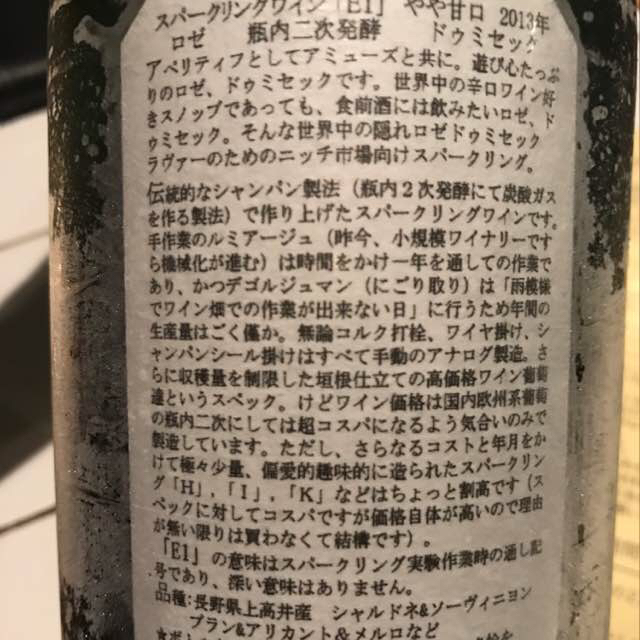 スパークリングワイン「E1」 やや甘口 2013年
ロゼ 瓶内二次発酵 ドゥミセック
アペリティフとしてアミューズと共に。遊び心たっぷ
りのロゼ、ドゥミセックです。世界中の辛口ワイン好
きスノッブであっても、食前酒には飲みたいロゼ、ド
ゥミセック。そんな世界中の隠れロゼドゥミセック
ラヴァーのためのニッチ市場向けスパークリング。
伝統的なシャンパン製法(瓶内2次発酵にて炭酸ガス
を作る製法)で作り上げたスパークリングワインです。
手作業のルミアージュ(昨今、小規模ワイナリーです
ら機械化が進む)は時間をかけ一年を通しての作業で
あり、かつデゴルジュマン(にごり取り)は「雨模様
でワイン畑での作業が出来ない日」に行うため年間の
生産量はごく僅か。無論コルク打栓、ワイヤ掛け、シ
ャンパンシール掛けはすべて手動のアナログ製造。さ
らに収穫量を制限した垣根仕立ての高価格ワイン葡萄
達というスペック。けどワイン価格は国内欧州系葡萄
の瓶内二次にしては超コスパになるよう気合いのみで
製造しています。ただし、さらなるコストと年月をか
けて極々少量、偏愛的趣味的に造られたスパークリン
グ「H」,「I」,「K」などはちょっと割高です(ス
ペックに対してコスパですが価格自体が高いので理由
が無い限りは買わなくて結構です)。
「E1」の意味はスパークリング実験作業時の通し記
号であり、深い意味はありません。
品種:長野県上高井産 シャルドネ&ソーヴィニヨン
ブラン&アリカント&メルロなど